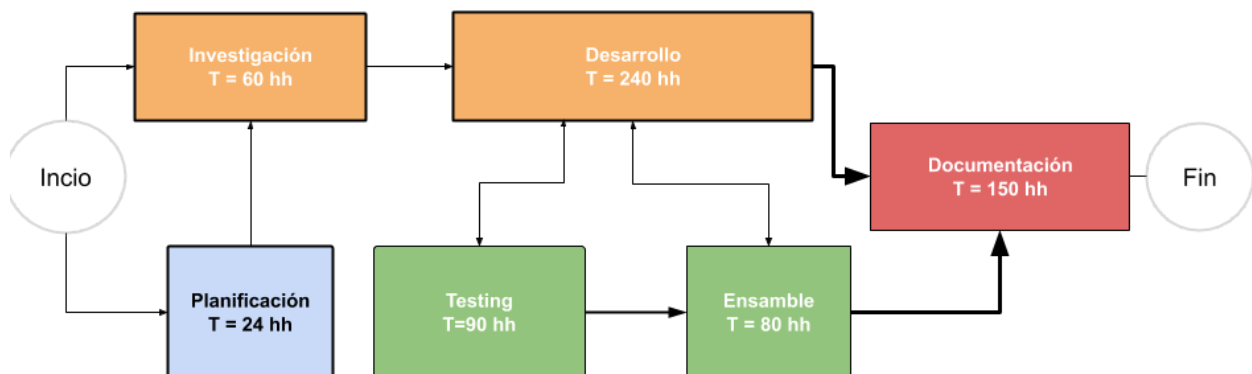 Investigación
T = 60 hh
Desarrollo
T = 240 hh
Incio
Documentación
T = 150 hh
Fin
Planificación
T = 24 hh
Testing
T=90 hh
Ensamble
T = 80 hh